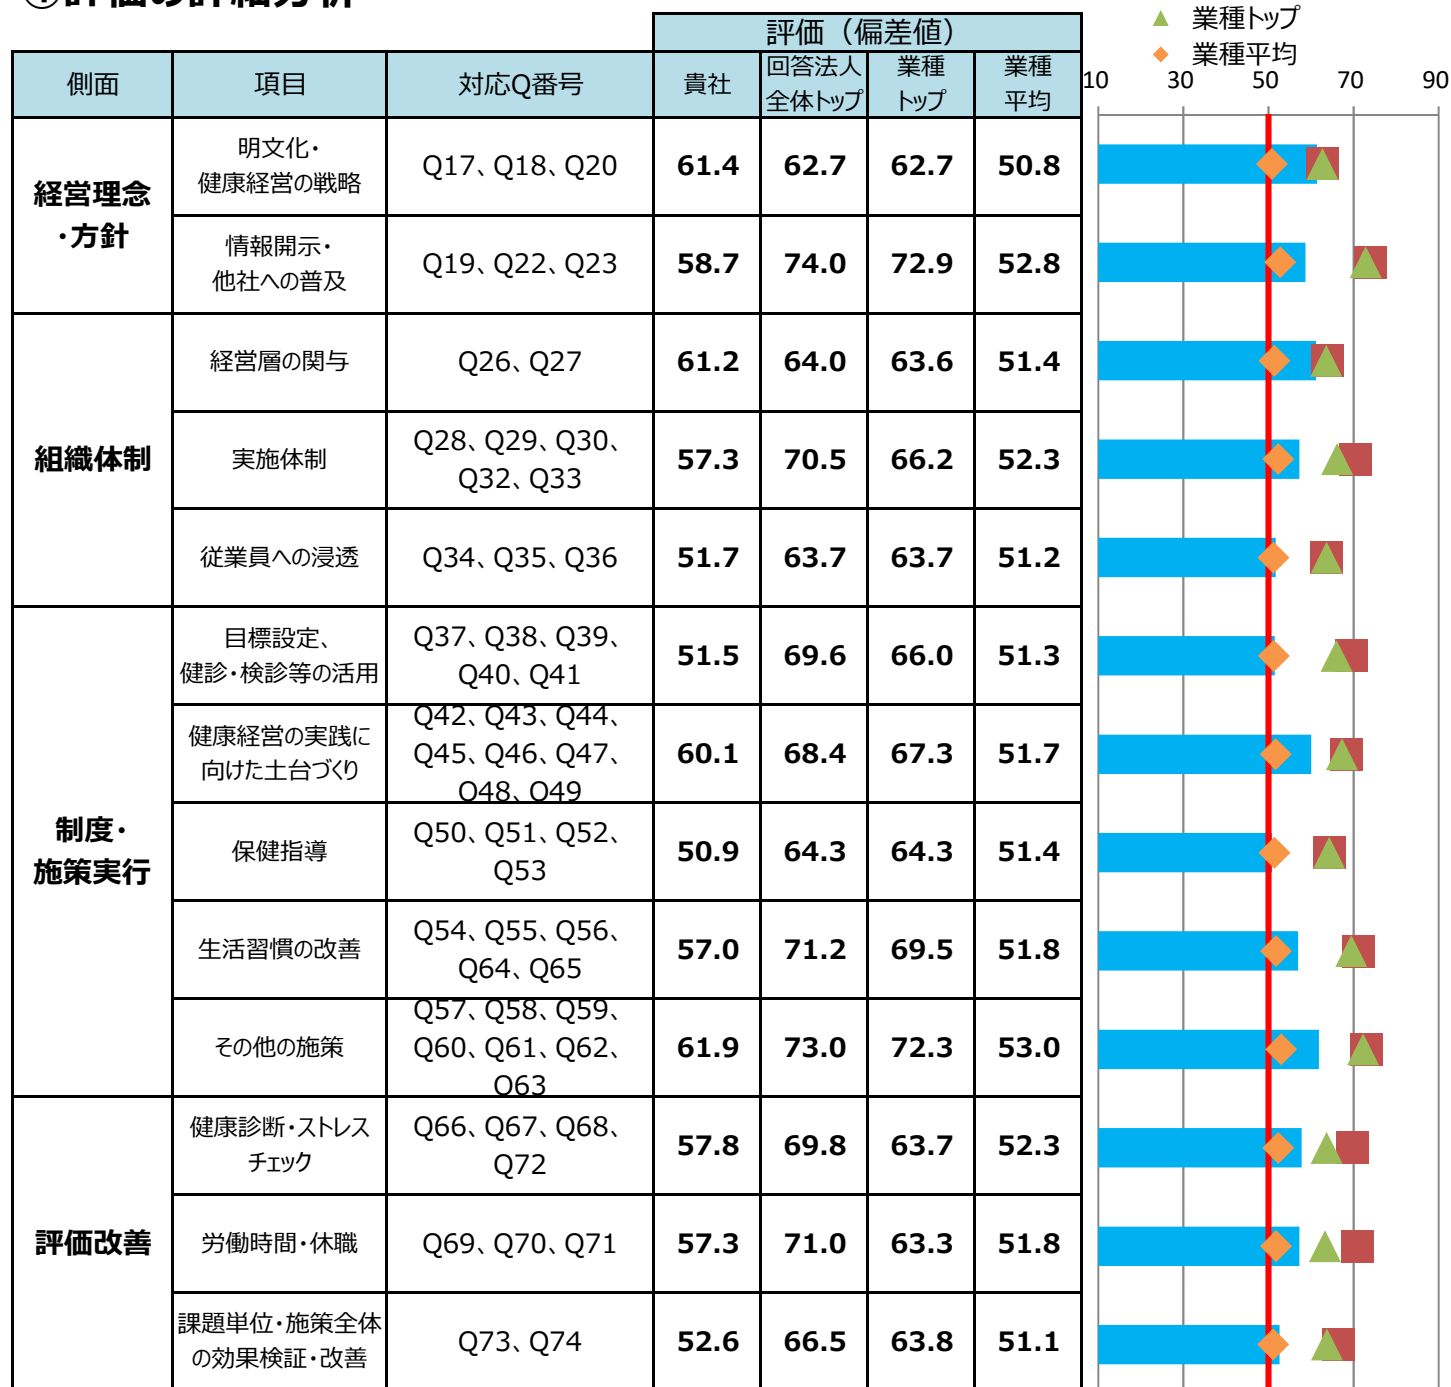 ①評価の詳細分析
▲ 業種トップ
◆ 業種平均
評価（偏差値）
側面 項目 対応Q番号 貴社 回答法人 業種 業種
全体トップ トップ 平均
10 30 50 70 90
経営理念
・方針
明文化・
健康経営の戦略
Q17、Q18、Q20 61.4 62.7 62.7 50.8
情報開示・
他社への普及
Q19、Q22、Q23 58.7 74.0 72.9 52.8
組織体制
経営層の関与 Q26、Q27 61.2 64.0 63.6 51.4
実施体制
Q28、Q29、Q30、
Q32、Q33
57.3 70.5 66.2 52.3
従業員への浸透 Q34、Q35、Q36 51.7 63.7 63.7 51.2
制度・
施策実行
目標設定、
健診・検診等の活用
Q37、Q38、Q39、
Q40、Q41
51.5 69.6 66.0 51.3
健康経営の実践に
向けた土台づくり
Q42、Q43、Q44、
Q45、Q46、Q47、
Q48、Q49
60.1 68.4 67.3 51.7
保健指導
Q50、Q51、Q52、
Q53
50.9 64.3 64.3 51.4
生活習慣の改善
Q54、Q55、Q56、
Q64、Q65
57.0 71.2 69.5 51.8
その他の施策
Q57、Q58、Q59、
Q60、Q61、Q62、
Q63
61.9 73.0 72.3 53.0
評価改善
健康診断・ストレス
チェック
Q66、Q67、Q68、
Q72
57.8 69.8 63.7 52.3
労働時間・休職 Q69、Q70、Q71 57.3 71.0 63.3 51.8
課題単位・施策全体
の効果検証・改善
Q73、Q74 52.6 66.5 63.8 51.1